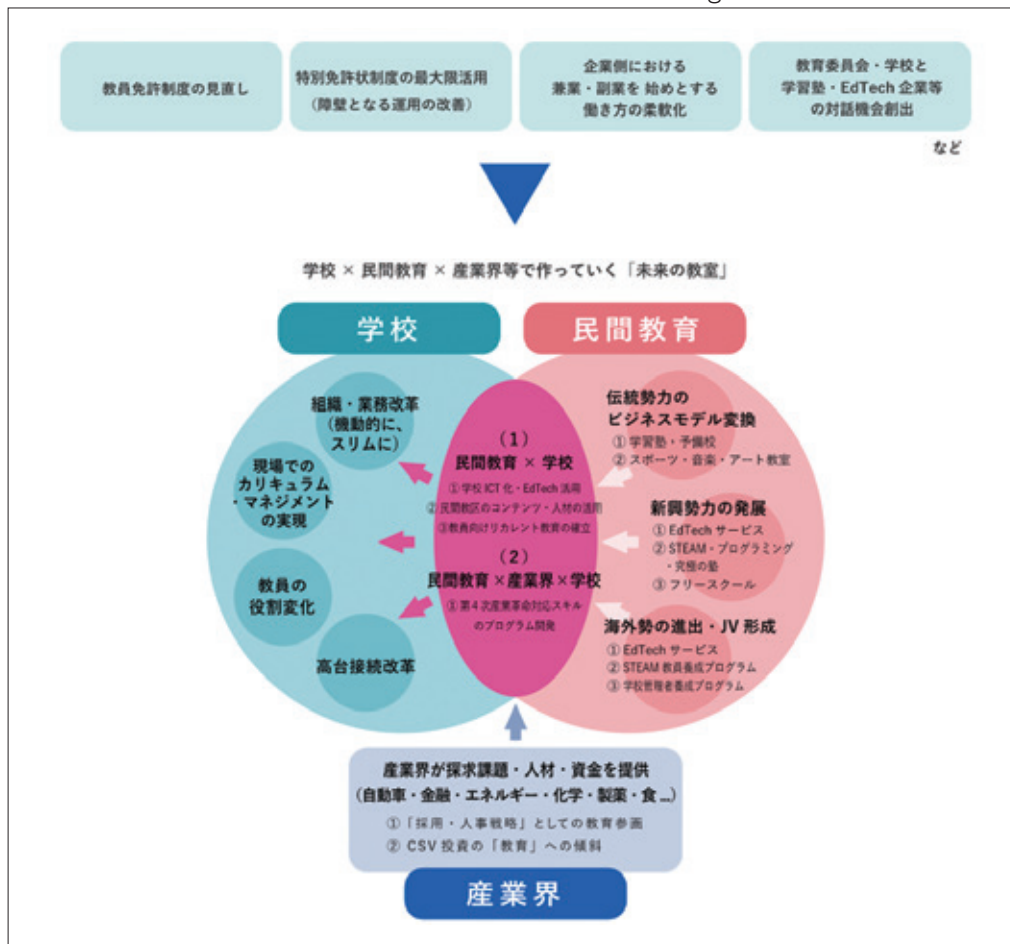 教員免許制度の見直し
特別免許状制度の最大限活用
(障壁となる運用の改善)
企業側における
兼業・副業を 始めとする
働き方の柔軟化
教育委員会・学校と
学習塾・EdTech 企業等
の対話機会創出
など
学校 × 民間教育 × 産業界等で作っていく「未来の教室」
学校
民間教育
組織・業務改革
(機動的に、
スリムに)
現場での
カリキュラム
・マネジメント
の実現
教員の
役割変化
高台接続改革
(1)
民間教育 × 学校
① 学校 ICT 化・EdTech 活用
② 民間教区のコンテンツ・人材の活用
③教員向けリカレント教育の確立
(2)
民間教育 ×産業界× 学校
① 第 4 次産業革命対応スキル
のプログラム開発
伝統勢力の
ビジネスモデル変換
① 学習塾・予備校
② スポーツ・音楽・アート教室
新興勢力の発展
① EdTech サービス
② STEAM・プログラミング
・究極の塾
③ フリースクール
海外勢の進出・JV 形成
① EdTech サービス
② STEAM 教員養成プログラム
③ 学校管理者養成プログラム
産業界が探求課題・人材・資金を提供
(自動車・金融・エネルギー・化学・製薬・食 ...)
① 「採用・人事戦略」としての教育参画
② CSV 投資の「教育」への傾斜
産業界